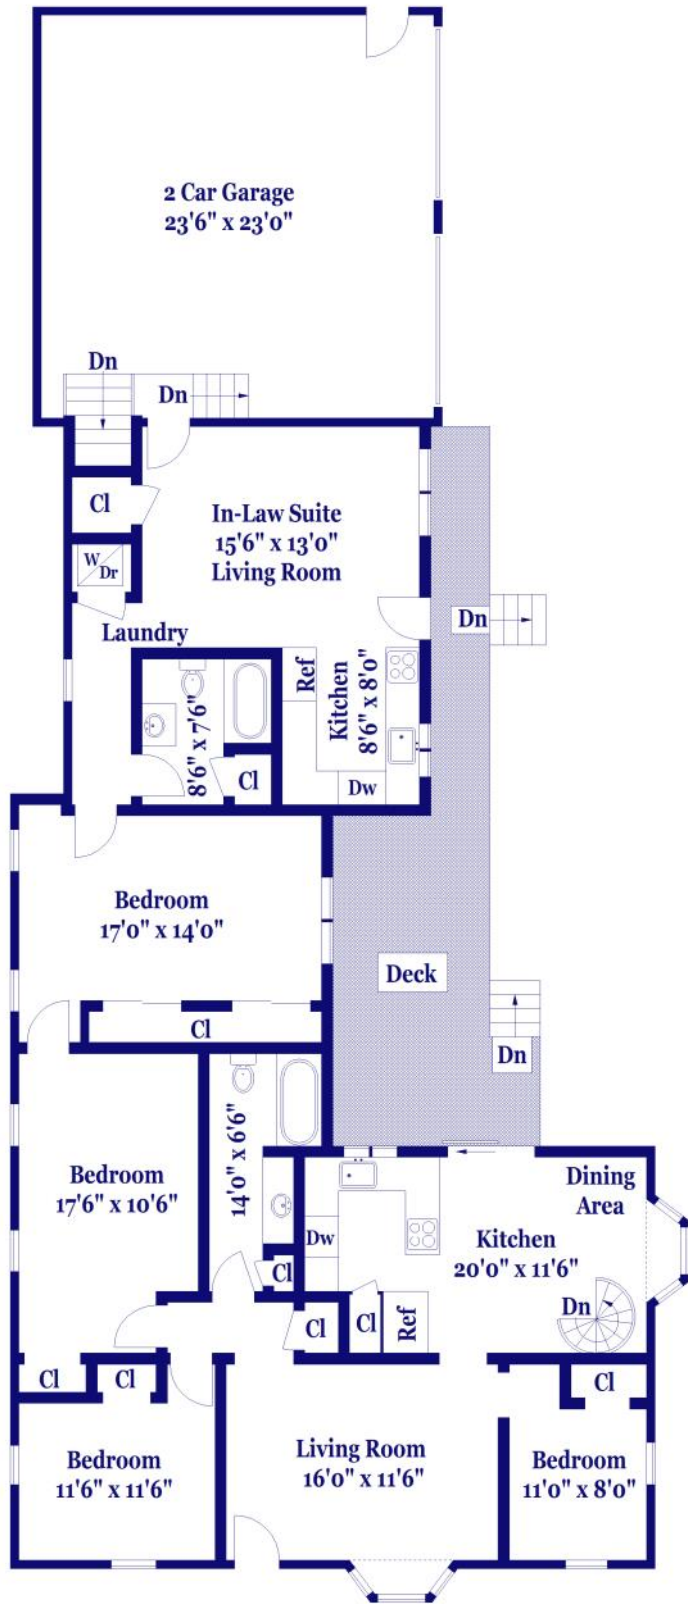 2 Car Garage
23'6" x 23'0"
Dn
Dn
Cl
In-Law Suite
15'6" x 13'0"
Living Room
W
Dr
Dn
Laundry
Ref
Kitchen
8'6" x 8'0"
8'6" x 7'6"
Cl
Dw
Bedroom
17'0" x 14'0"
Deck
Cl
Dn
14'0" x 6'6"
Bedroom
17'6" x 10'6"
Dining
Area
Dw
Kitchen
20'0" x 11'6"
Cl
Dn
Cl
Cl
Ref
Cl
Cl
Cl
Bedroom
11'6" x 11'6"
Living Room
16'0" x 11'6"
Bedroom
11'0" x 8'0"